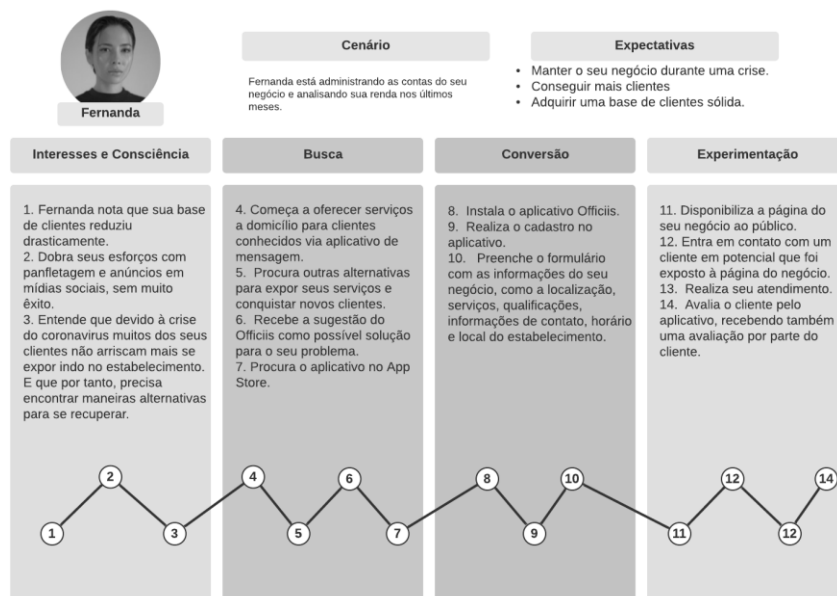 Fernanda
Cenário
Fernanda está administrando as contas do seu
negócio e analisando sua renda nos últimos
meses.
Expectativas
• Manter o seu negócio durante uma crise.
• Conseguir mais clientes
• Adquirir uma base de clientes sólida.
Interesses e Consciência
1. Fernanda nota que sua base
de clientes reduziu
drasticamente.
2. Dobra seus esforços com
panfletagem e anúncios em
mídias sociais, sem muito
êxito.
3. Entende que devido à crise
do coronavirus muitos dos seus
clientes não arriscam mais se
expor indo no estabelecimento.
E que por tanto, precisa
encontrar maneiras alternativas
para se recuperar.
Busca
4. Começa a oferecer serviços
a domicílio para clientes
conhecidos via aplicativo de
mensagem.
5. Procura outras alternativas
para expor seus serviços e
conquistar novos clientes.
6. Recebe a sugestão do
Officiis como possível solução
para o seu problema.
7. Procura o aplicativo no App
Store.
Conversão
8. Instala o aplicativo Officiis.
9. Realiza o cadastro no
aplicativo.
10. Preenche o formulário
com as informações do seu
negócio, como a localização,
serviços, qualificações,
informações de contato, horário
e local do estabelecimento.
Experimentação
11. Disponibiliza a página do
seu negócio ao público.
12. Entra em contato com um
cliente em potencial que foi
exposto à página do negócio.
13. Realiza seu atendimento.
14. Avalia o cliente pelo
aplicativo, recebendo também
uma avaliação por parte do
cliente.
1
2
3
4
5
6
7
8
9
10
11
12
12
14